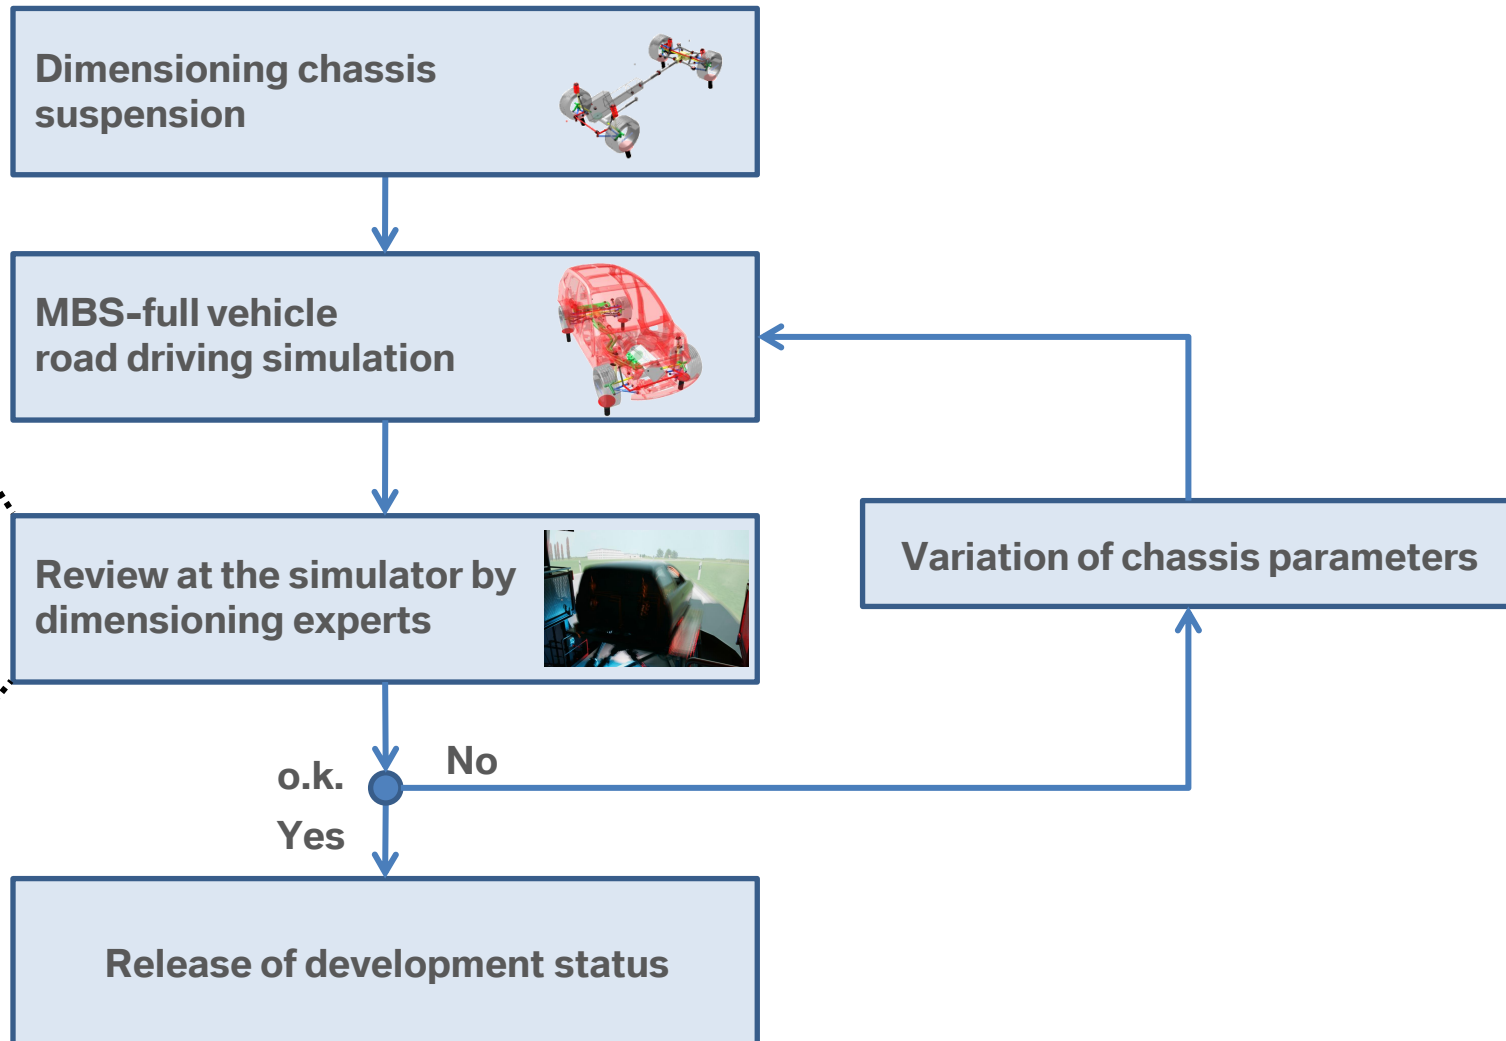 Dimensioning chassis
suspension
MBS-full vehicle
road driving simulation
Review at the simulator by
dimensioning experts
Variation of chassis parameters
o.k.
No
Yes
Release of development status